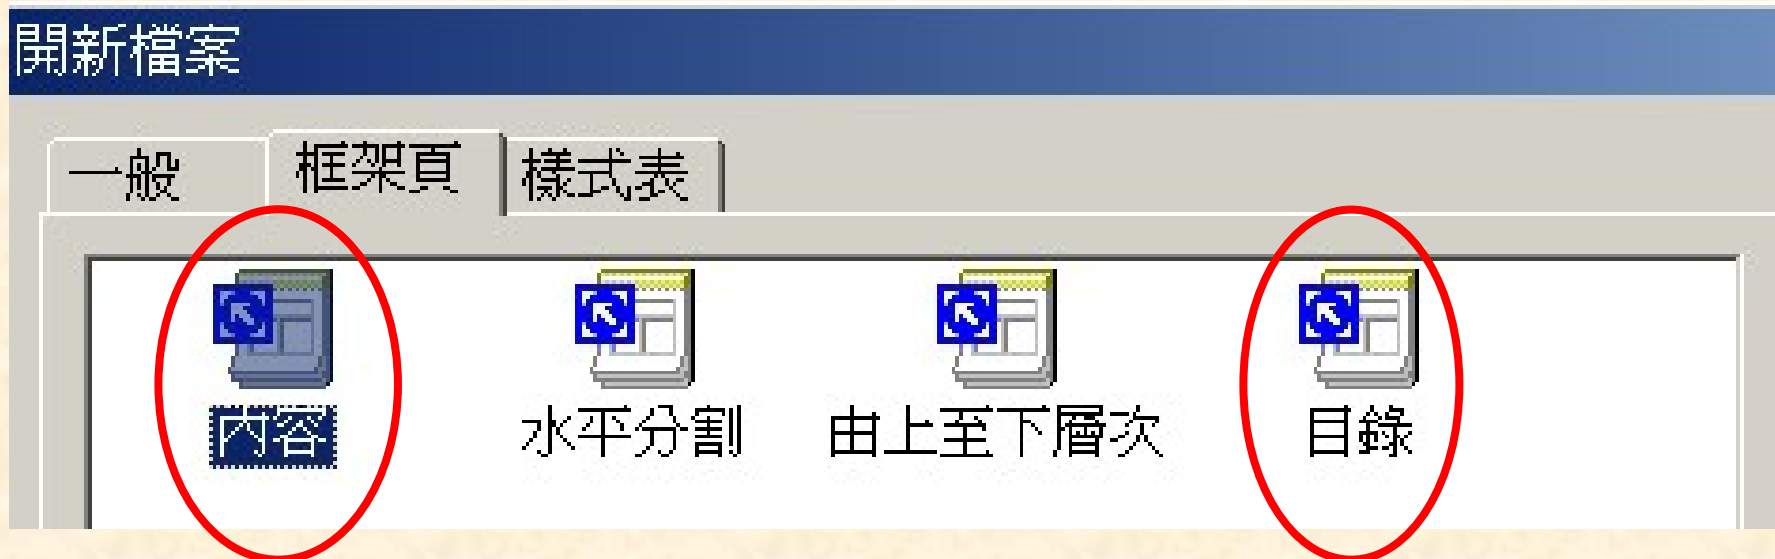 開新檔案
一般 框架頁 樣式表
內容 水平分割 由上至下層次 目錄